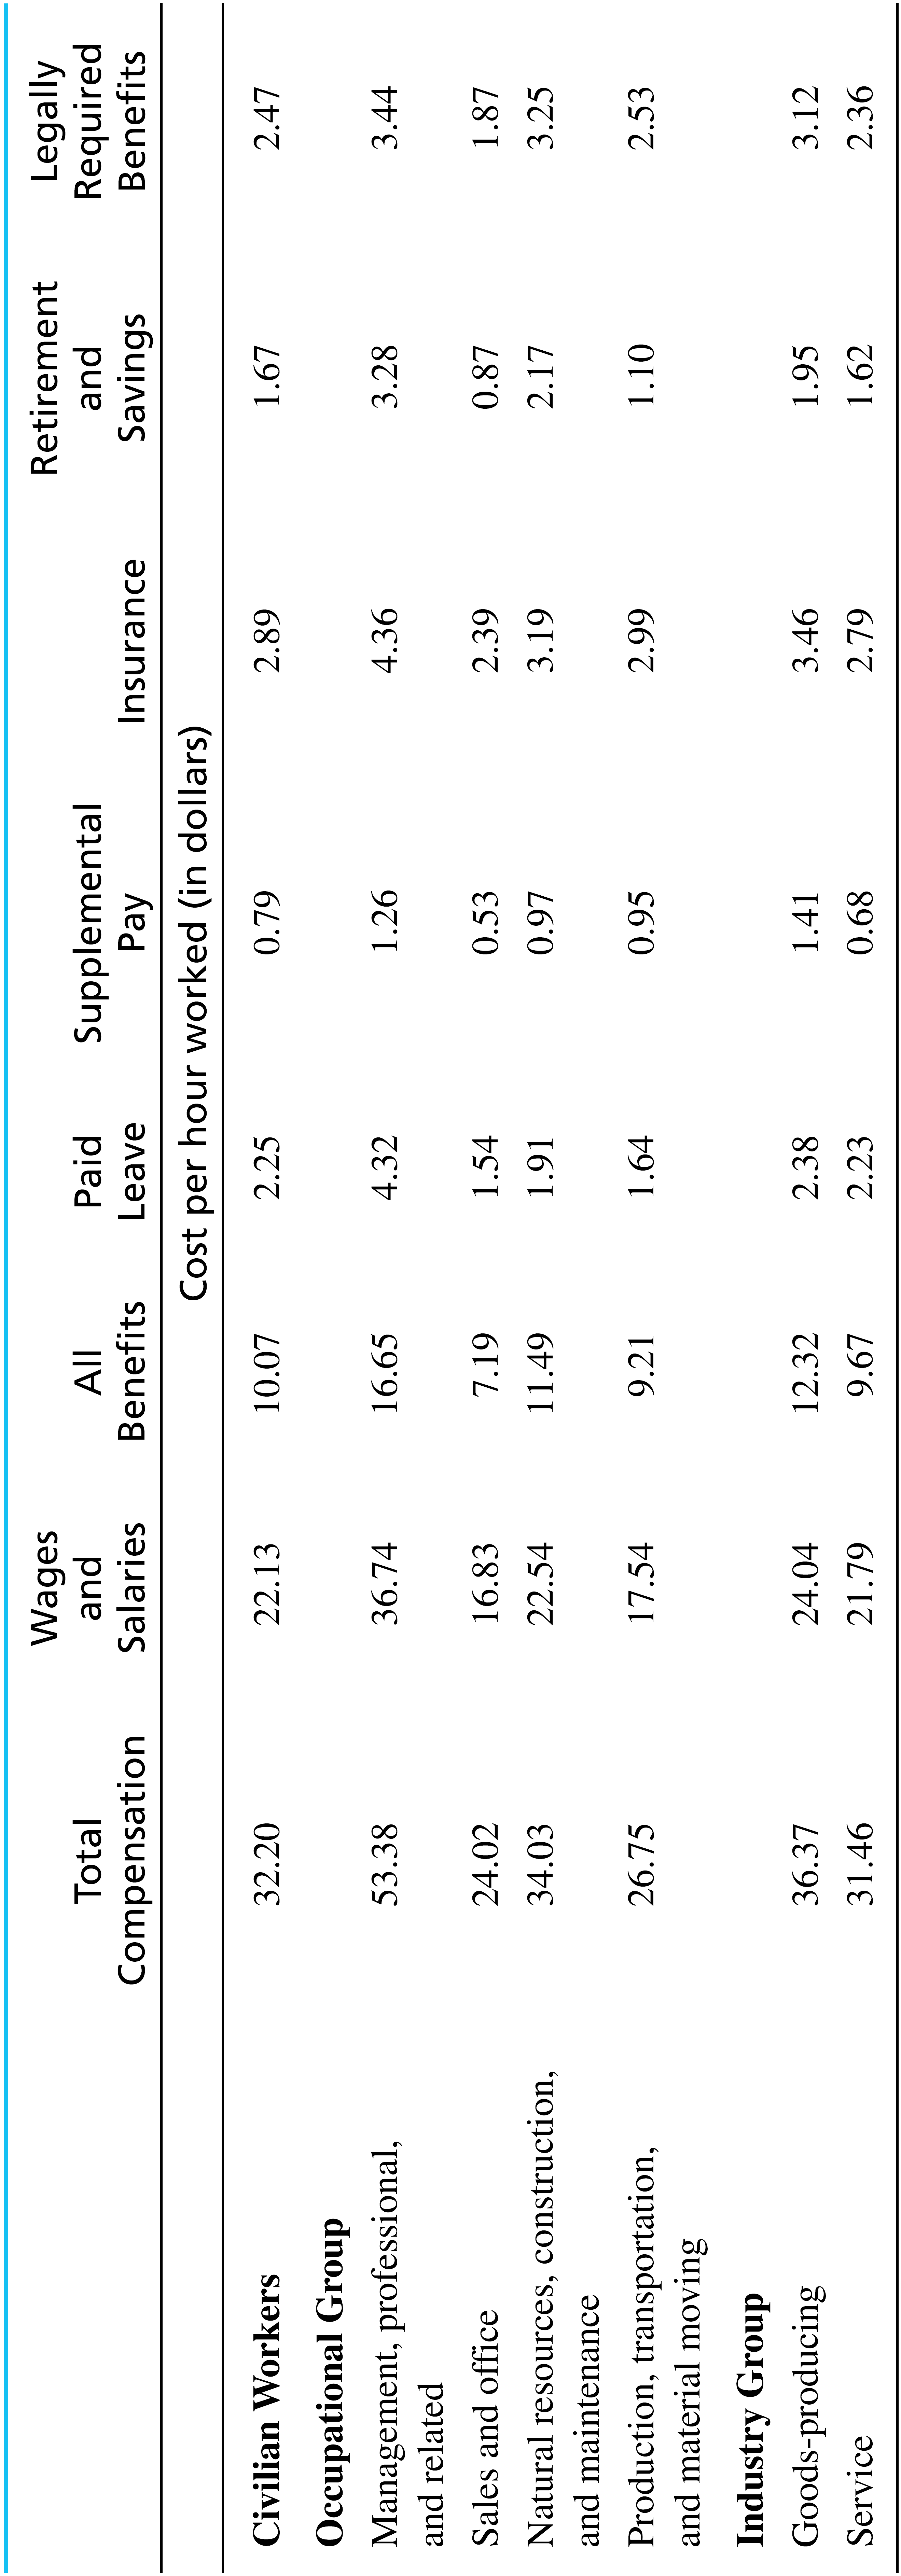 Total Compensation Wages and Salaries All Benefits Paid Leave Supplemental Pay Insurance Retirement and Savings Legally Required Benefits
Cost per hour worked (in dollars)
Civilian Workers 32.20 22.13 10.07 2.25 0.79 2.89 1.67 2.47
Occupational Group
Management, professional, 53.38 36.74 16.65 4.32 1.26 4.36 3.28 3.44
and related
Sales and office 24.02 16.83 7.19 1.54 0.53 2.39 0.87 1.87
Natural resources, construction, 34.03 22.54 11.49 1.91 0.97 3.19 2.17 3.25
and maintenance
Production, transportation, 26.75 17.54 9.21 1.64 0.95 2.99 1.10 2.53
and material moving
Industry Group
Goods-producing 36.37 24.04 12.32 2.38 1.41 3.46 1.95 3.12
Service 31.46 21.79 9.67 2.23 0.68 2.79 1.62 2.36